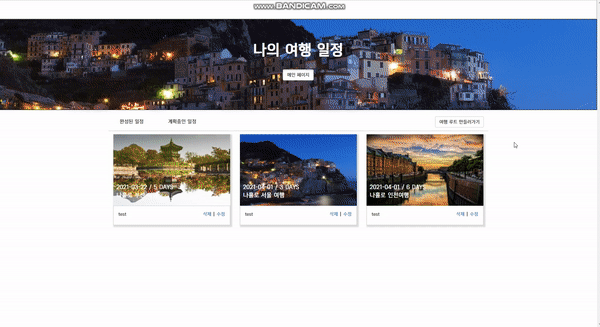 www.BANDICAM.com
나의 여행 일정
메인 페이지
완성된 일정
계획중인 일정
여행 루트 만들러가기
2021-03-22 / 5 DAYS
나홀로 부산
2021-04-01 / 3 DAYS
나홀로 서울 여행
2021-04-01 / 6 DAYS
나홀로 인천여행
test
삭제 | 수정
test
삭제 | 수정
test
삭제 | 수정